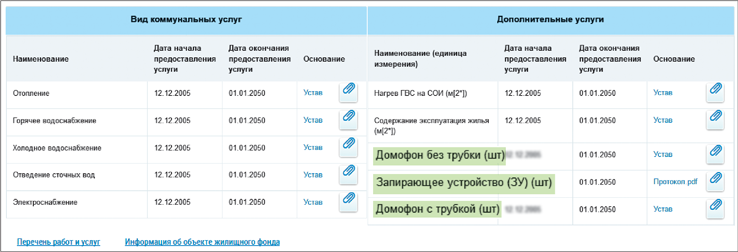 Вид коммунальных услуг
Дополнительные услуги
Наименование
Дата начала предоставления услуги
Дата окончания предоставления услуги
Основание
Наименование (единица измерения)
Дата начала предоставления услуги
Дата окончания предоставления услуги
Основание
Отопление 12.12.2005 01.01.2050 Устав
Нагрев ГВС на СОИ (м[2*]) 12.12.2005 01.01.2050 Устав
Горячее водоснабжение 12.12.2005 01.01.2050 Устав
Содержание эксплуатация жилья (м[2*]) 12.12.2005 01.01.2050 Устав
Холодное водоснабжение 12.12.2005 01.01.2050 Устав
Домофон без трубки (шт) 12.12.2005 01.01.2050 Устав
Отведение сточных вод 12.12.2005 01.01.2050 Устав
Запирающее устройство (ЗУ) (шт) 01.01.2050 Протокол pdf
Электроснабжение 12.12.2005 01.01.2050 Устав
Домофон с трубкой (шт) 12.12.2005 01.01.2050 Устав
Перечень работ и услуг
Информация об объекте жилищного фонда